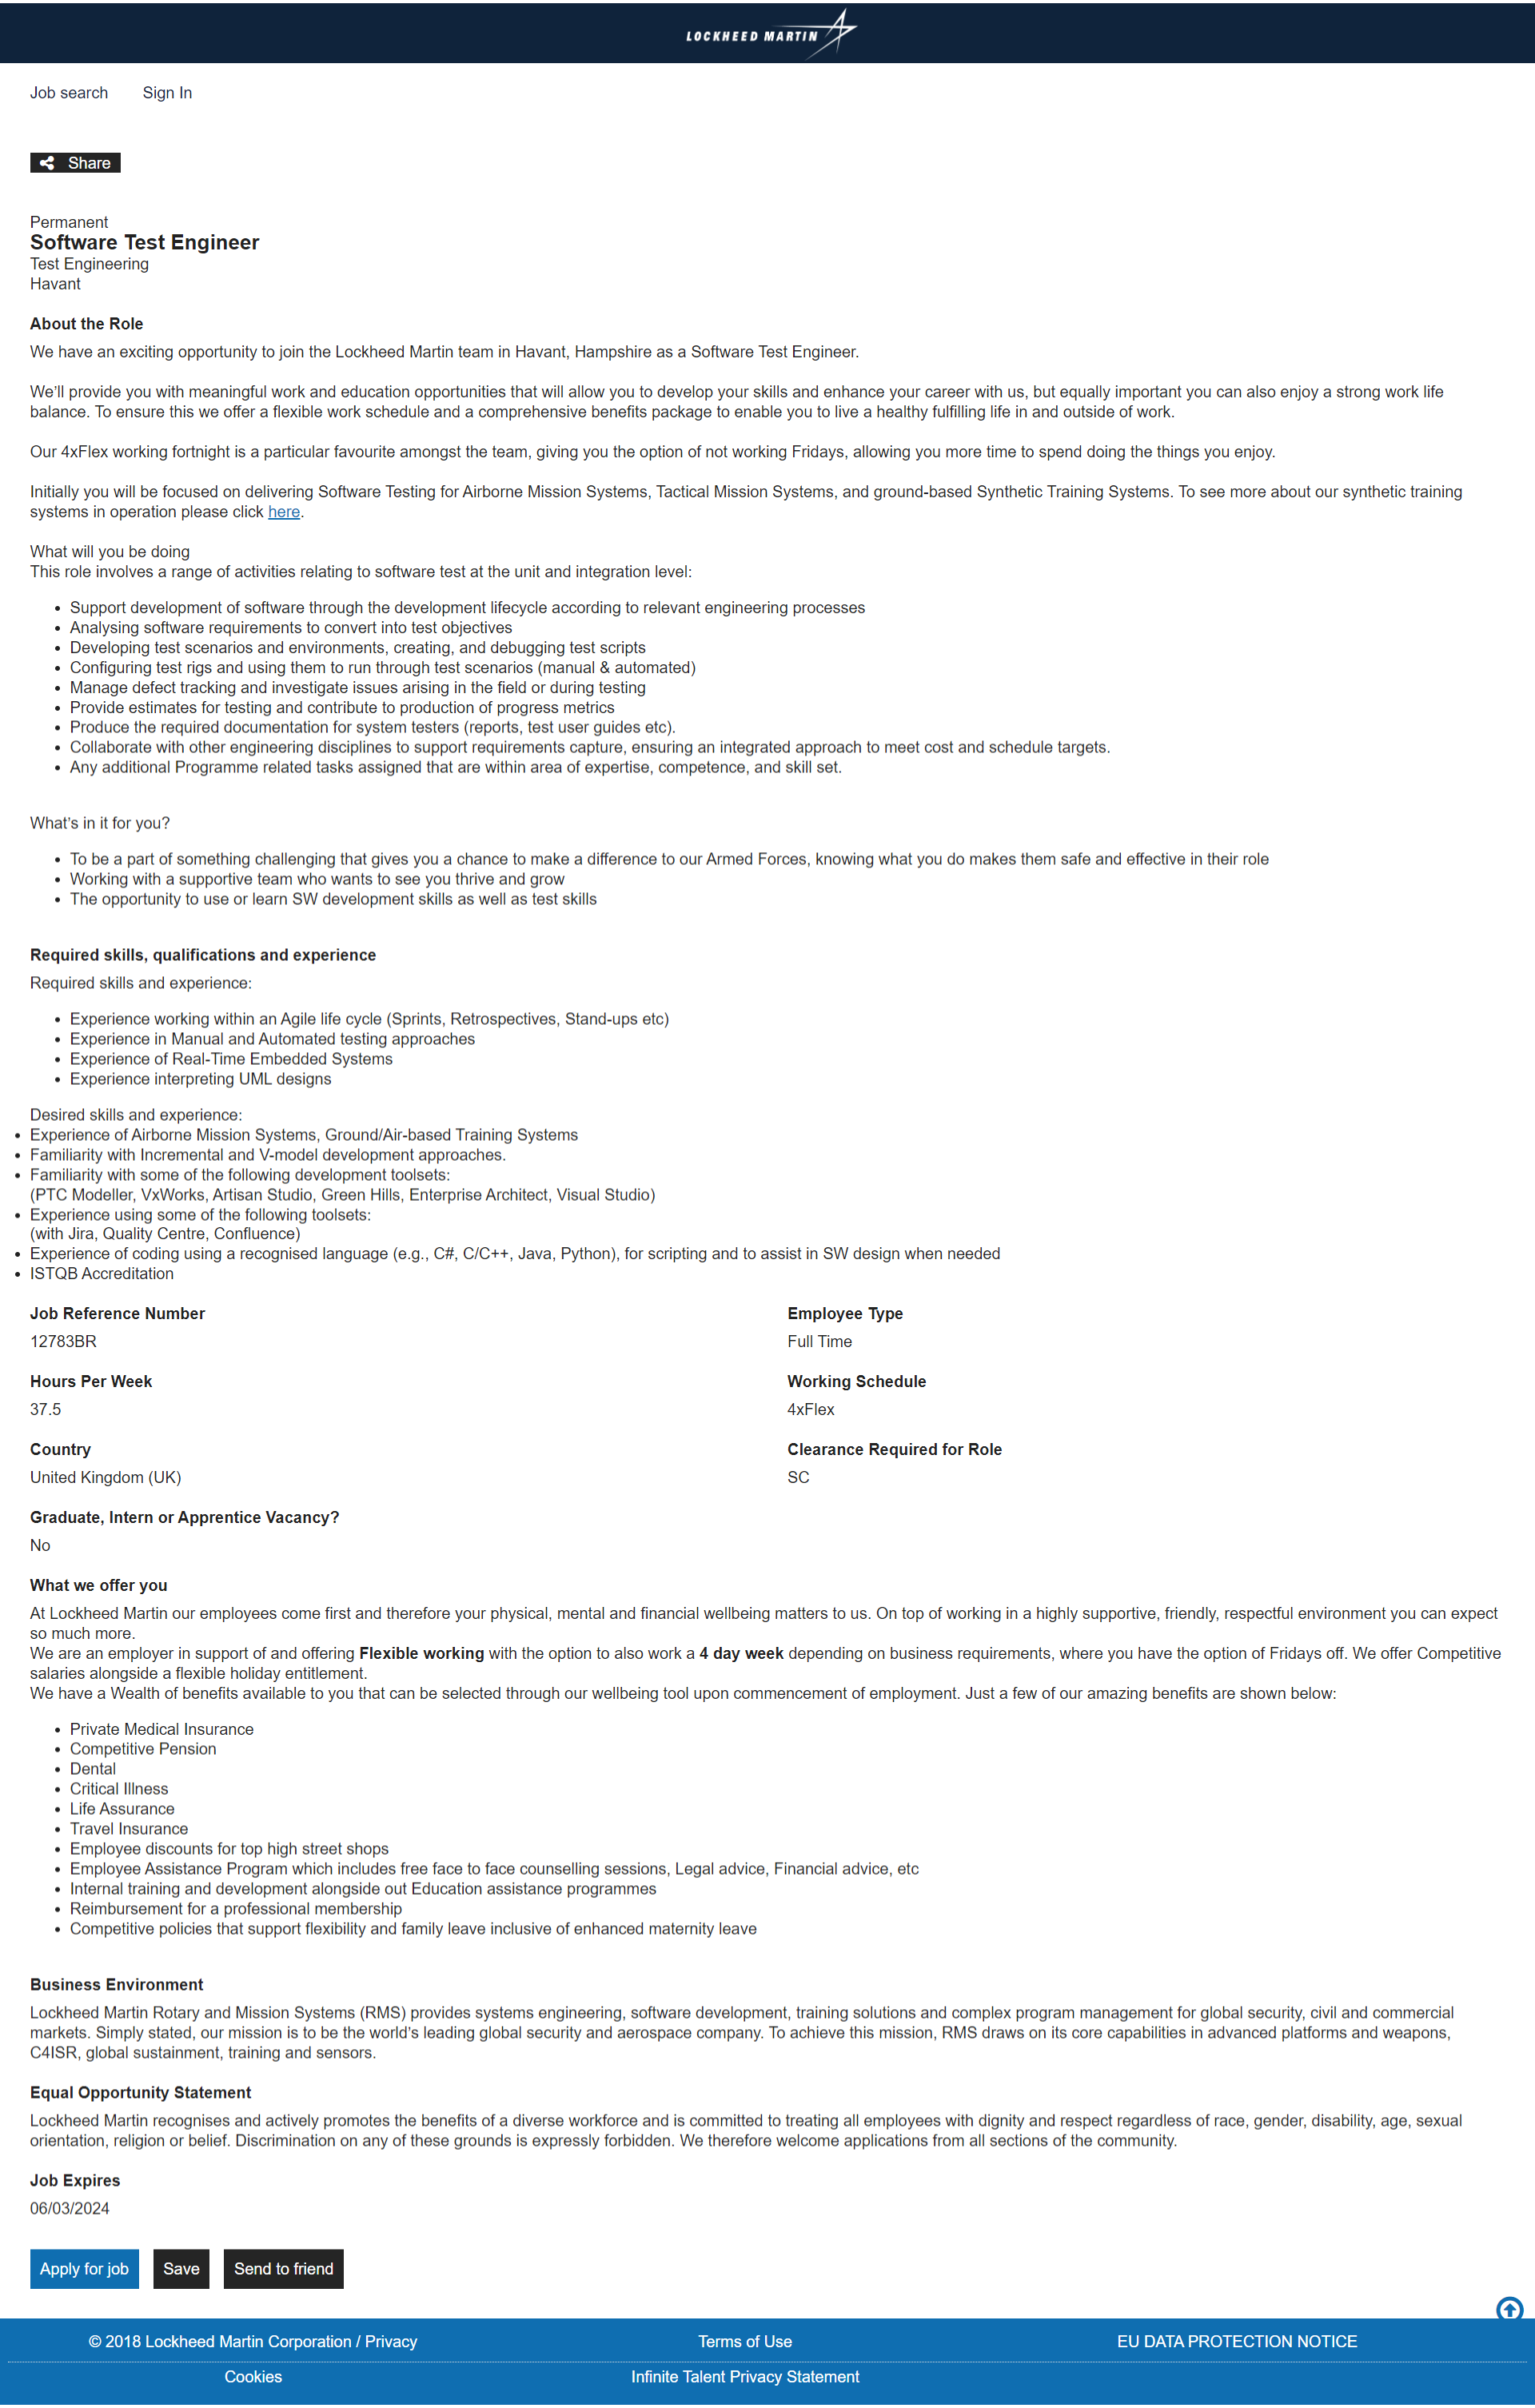 LOCKHEED MARTIN
Job search Sign In
Share
Permanent
Software Test Engineer
Test Engineering
Havant
About the Role
We have an exciting opportunity to join the Lockheed Martin team in Havant, Hampshire as a Software Test Engineer.
We'll provide you with meaningful work and education opportunities that will allow you to develop your skills and enhance your career with us, but equally important you can also enjoy a strong work life
balance. To ensure this we offer a flexible work schedule and a comprehensive benefits package to enable you to live a healthy fulfilling life in and outside of work.
Our 4xFlex working fortnight is a particular favourite amongst the team, giving you the option of not working Fridays, allowing you more time to spend doing the things you enjoy.
Initially you will be focused on delivering Software Testing for Airborne Mission Systems, Tactical Mission Systems, and ground-based Synthetic Training Systems. To see more about our synthetic training
systems in operation please click here.
What will you be doing
This role involves a range of activities relating to software test at the unit and integration level:
• Support development of software through the development lifecycle according to relevant engineering processes
• Analysing software requirements to convert into test objectives
• Developing test scenarios and environments, creating, and debugging test scripts
• Configuring test rigs and using them to run through test scenarios (manual & automated)
• Manage defect tracking and investigate issues arising in the field or during testing
• Provide estimates for testing and contribute to production of progress metrics
• Produce the required documentation for system testers (reports, test user guides etc).
• Collaborate with other engineering disciplines to support requirements capture, ensuring an integrated approach to meet cost and schedule targets.
• Any additional Programme related tasks assigned that are within area of expertise, competence, and skill set.
What's in it for you?
• To be a part of something challenging that gives you a chance to make a difference to our Armed Forces, knowing what you do makes them safe and effective in their role
• Working with a supportive team who wants to see you thrive and grow
• The opportunity to use or learn SW development skills as well as test skills
Required skills, qualifications and experience
Required skills and experience:
• Experience working within an Agile life cycle (Sprints, Retrospectives, Stand-ups etc)
• Experience in Manual and Automated testing approaches
• Experience of Real-Time Embedded Systems
• Experience interpreting UML designs
Desired skills and experience:
• Experience of Airborne Mission Systems, Ground/Air-based Training Systems
• Familiarity with Incremental and V-model development approaches.
• Familiarity with some of the following development toolsets:
(PTC Modeller, VxWorks, Artisan Studio, Green Hills, Enterprise Architect, Visual Studio)
• Experience using some of the following toolsets:
(with Jira, Quality Centre, Confluence)
• Experience of coding using a recognised language (e.g., C#, C/C++, Java, Python), for scripting and to assist in SW design when needed
• ISTQB Accreditation
Job Reference Number Employee Type
12783BR Full Time
Hours Per Week Working Schedule
37.5 4xFlex
Country Clearance Required for Role
United Kingdom (UK) SC
Graduate, Intern or Apprentice Vacancy?
No
What we offer you
At Lockheed Martin our employees come first and therefore your physical, mental and financial wellbeing matters to us. On top of working in a highly supportive, friendly, respectful environment you can expect
so much more.
We are an employer in support of and offering Flexible working with the option to also work a 4 day week depending on business requirements, where you have the option of Fridays off. We offer Competitive
salaries alongside a flexible holiday entitlement.
We have a Wealth of benefits available to you that can be selected through our wellbeing tool upon commencement of employment. Just a few of our amazing benefits are shown below:
• Private Medical Insurance
• Competitive Pension
• Dental
• Critical Illness
• Life Assurance
• Travel Insurance
• Employee discounts for top high street shops
• Employee Assistance Program which includes free face to face counselling sessions, Legal advice, Financial advice, etc
• Internal training and development alongside out Education assistance programmes
• Reimbursement for a professional membership
• Competitive policies that support flexibility and family leave inclusive of enhanced maternity leave
Business Environment
Lockheed Martin Rotary and Mission Systems (RMS) provides systems engineering, software development, training solutions and complex program management for global security, civil and commercial
markets. Simply stated, our mission is to be the world's leading global security and aerospace company. To achieve this mission, RMS draws on its core capabilities in advanced platforms and weapons,
C4ISR, global sustainment, training and sensors.
Equal Opportunity Statement
Lockheed Martin recognises and actively promotes the benefits of a diverse workforce and is committed to treating all employees with dignity and respect regardless of race, gender, disability, age, sexual
orientation, religion or belief. Discrimination on any of these grounds is expressly forbidden. We therefore welcome applications from all sections of the community.
Job Expires
06/03/2024
Apply for job Save Send to friend
© 2018 Lockheed Martin Corporation / Privacy Terms of Use EU DATA PROTECTION NOTICE
Cookies Infinite Talent Privacy Statement